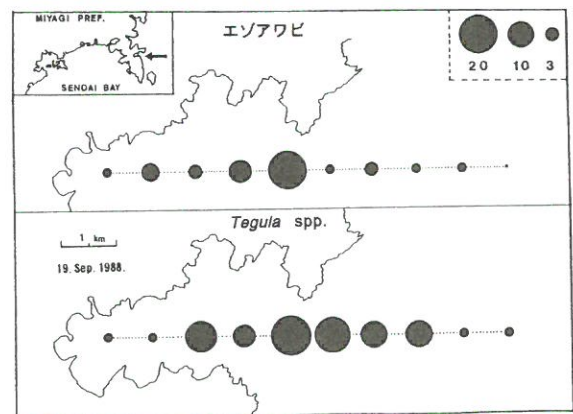 MIYAGI PREF.
SENDAI BAY
エゾアワビ
20 10 3
Tegula spp.
1 km
19. Sep. 1988.